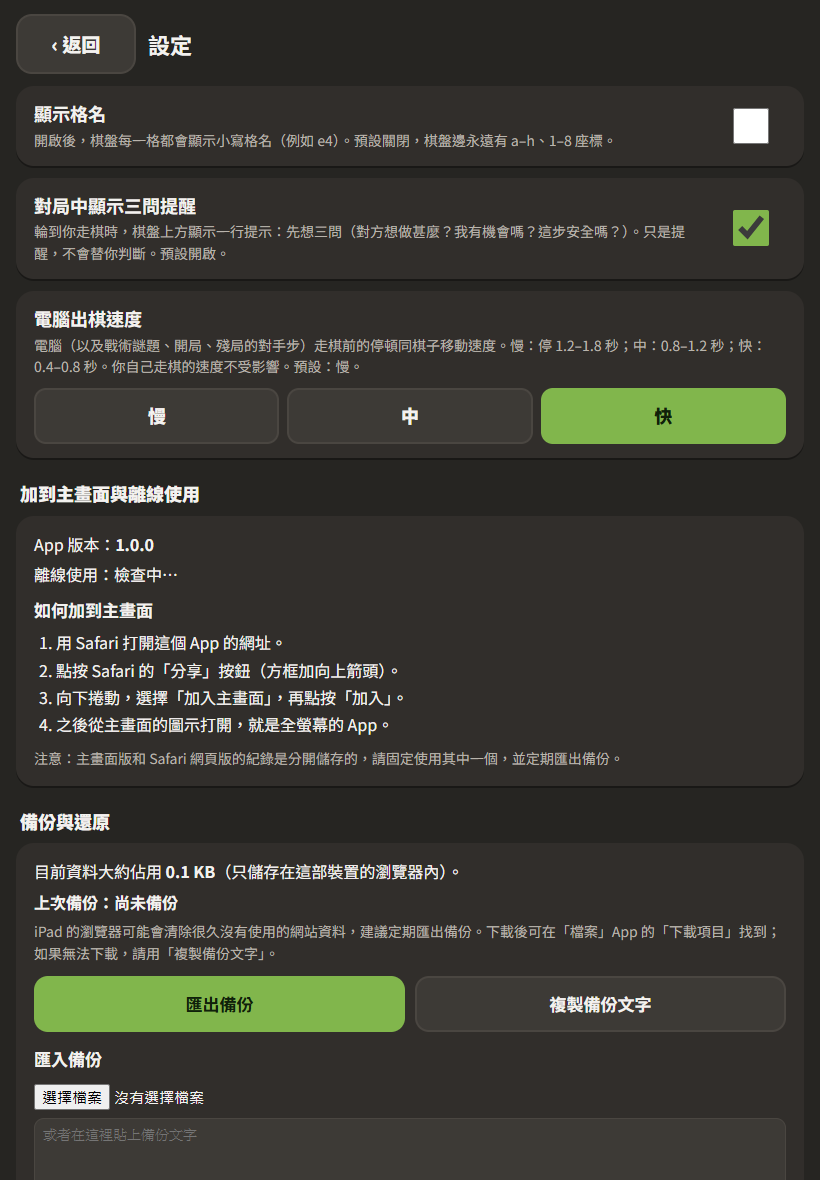 ‹ 返回
設定
顯示格名
開啟後，棋盤每一格都會顯示小寫格名（例如 e4）。預設關閉，棋盤邊永遠有 a–h、1–8 座標。
對局中顯示三問提醒
輪到你走棋時，棋盤上方顯示一行提示：先想三問（對方想做甚麼？我有機會嗎？這步安全嗎？）。只是提
醒，不會替你判斷。預設開啟。
電腦出棋速度
電腦（以及戰術謎題、開局、殘局的對手步）走棋前的停頓同棋子移動速度。慢：停 1.2–1.8 秒；中：0.8–1.2 秒；快：
0.4–0.8 秒。你自己走棋的速度不受影響。預設：慢。
慢
中
快
加到主畫面與離線使用
App 版本：1.0.0
離線使用：檢查中⋯
如何加到主畫面
1. 用 Safari 打開這個 App 的網址。
2. 點按 Safari 的「分享」按鈕（方框加向上箭頭）。
3. 向下捲動，選擇「加入主畫面」，再點按「加入」。
4. 之後從主畫面的圖示打開，就是全螢幕的 App。
注意：主畫面版和 Safari 網頁版的紀錄是分開儲存的，請固定使用其中一個，並定期匯出備份。
備份與還原
目前資料大約佔用 0.1 KB（只儲存在這部裝置的瀏覽器內）。
上次備份：尚未備份
iPad 的瀏覽器可能會清除很久沒有使用的網站資料，建議定期匯出備份。下載後可在「檔案」App 的「下載項目」找到；
如果無法下載，請用「複製備份文字」。
匯出備份
複製備份文字
匯入備份
選擇檔案 沒有選擇檔案
或者在這裡貼上備份文字